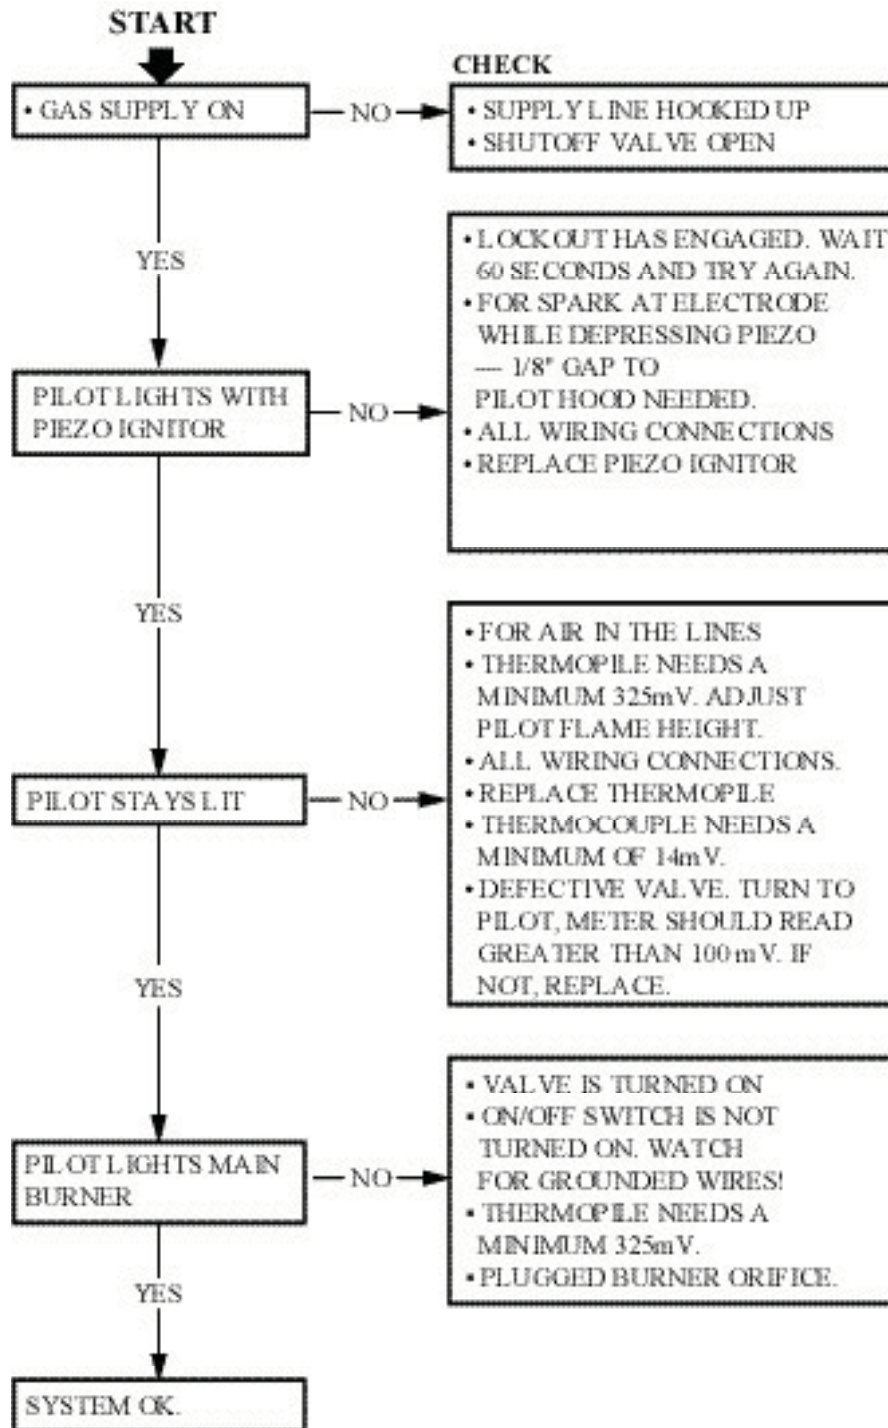 START
CHECK
• GAS SUPPLY ON
NO
• SUPPLY LINE HOOKED UP
• SHUTOFF VALVE OPEN
YES
• LOCKOUT HAS ENGAGED. WAIT
60 SECONDS AND TRY AGAIN.
• FOR SPARK AT ELECTRODE
WHILE DEPRESSING PIEZO
— 1/8" GAP TO
PILOT HOOD NEEDED.
• ALL WIRING CONNECTIONS
• REPLACE PIEZO IGNITOR
PILOT LIGHTS WITH
PIEZO IGNITOR
NO
YES
• FOR AIR IN THE LINES
• THERMOPILE NEEDS A
MINIMUM 325mV. ADJUST
PILOT FLAME HEIGHT.
• ALL WIRING CONNECTIONS.
• REPLACE THERMOPILE
• THERMOCOUPLE NEEDS A
MINIMUM OF 14mV.
• DEFECTIVE VALVE. TURN TO
PILOT, METER SHOULD READ
GREATER THAN 100 mV. IF
NOT, REPLACE.
PILOT STAYS LIT
NO
YES
• VALVE IS TURNED ON
• ON/OFF SWITCH IS NOT
TURNED ON. WATCH
FOR GROUNDED WIRES!
• THERMOPILE NEEDS A
MINIMUM 325mV.
• PLUGGED BURNER ORIFICE.
PILOT LIGHTS MAIN
BURNER
NO
YES
SYSTEM OK.